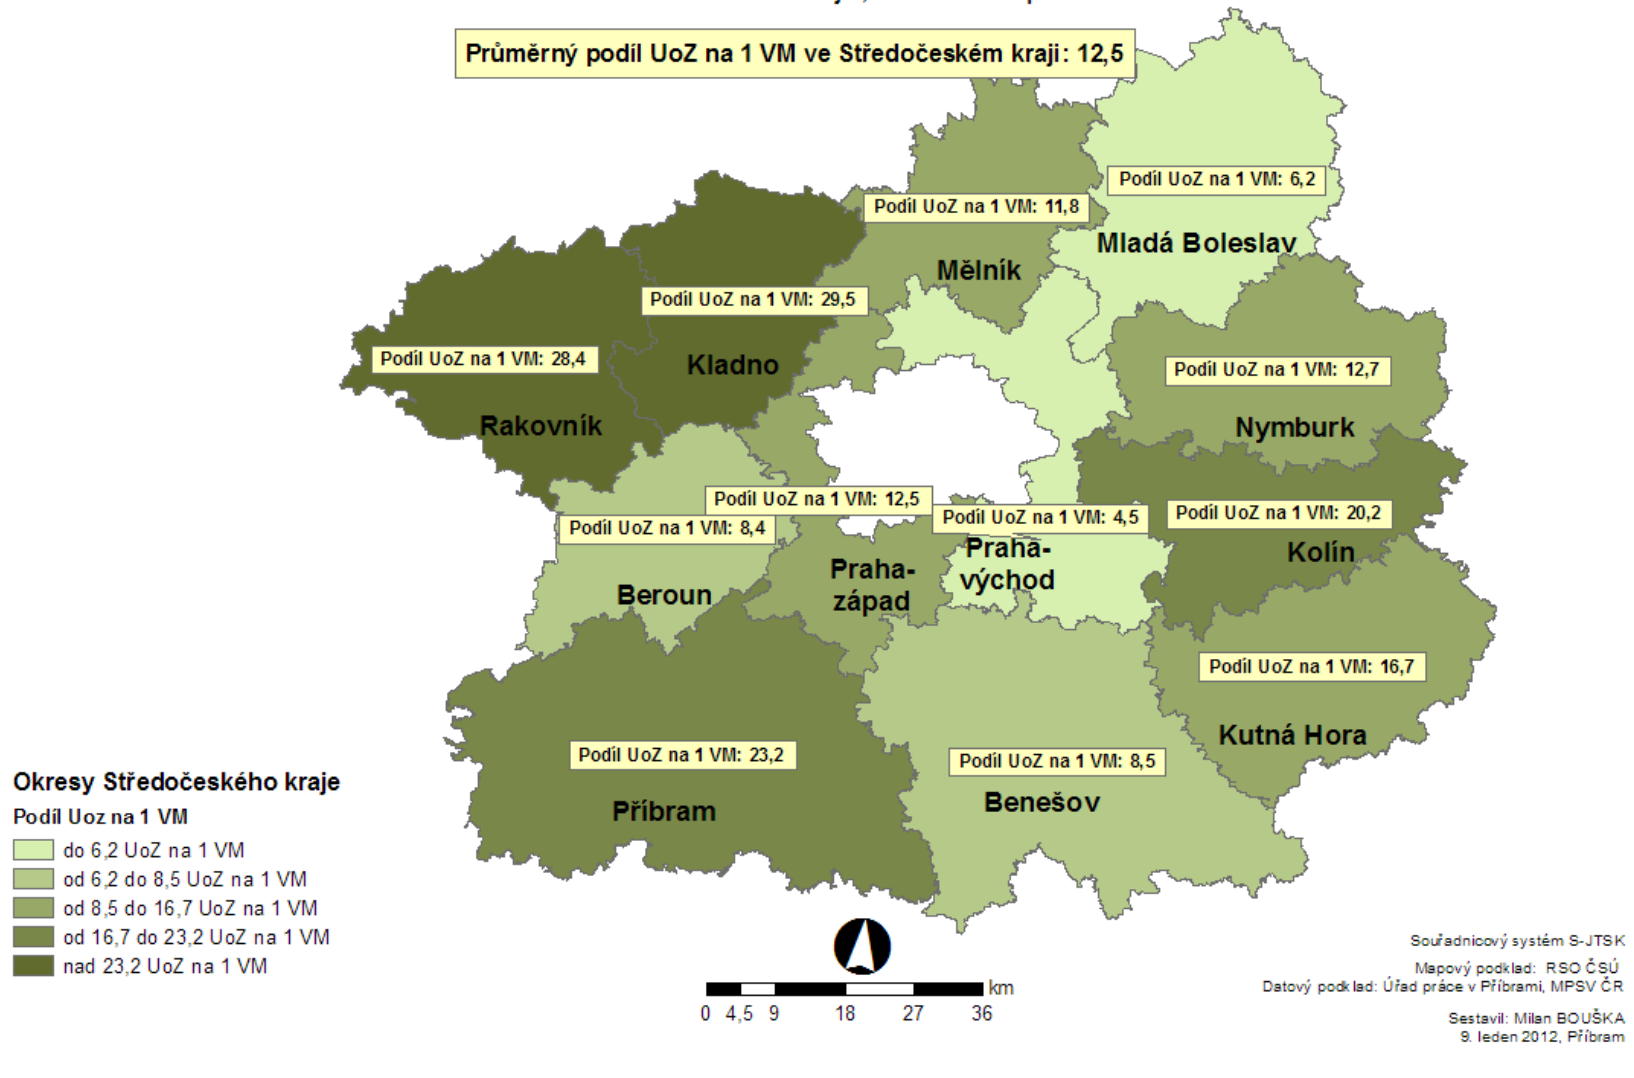 Průměrný podíl UoZ na 1 VM ve Středočeském kraji: 12,5
Podíl UoZ na 1 VM: 6,2
Mladá Boleslav
Podíl UoZ na 1 VM: 11,8
Mělník
Podíl UoZ na 1 VM: 29,5
Kladno
Podíl UoZ na 1 VM: 28,4
Rakovník
Podíl UoZ na 1 VM: 12,7
Nymburk
Podíl UoZ na 1 VM: 12,5
Praha-
západ
Podíl UoZ na 1 VM: 4,5
Praha-
východ
Podíl UoZ na 1 VM: 20,2
Kolín
Podíl UoZ na 1 VM: 8,4
Beroun
Podíl UoZ na 1 VM: 16,7
Kutná Hora
Podíl UoZ na 1 VM: 23,2
Příbram
Podíl UoZ na 1 VM: 8,5
Benešov
Okresy Středočeského kraje
Podíl Uoz na 1 VM
do 6,2 UoZ na 1 VM
od 6,2 do 8,5 UoZ na 1 VM
od 8,5 do 16,7 UoZ na 1 VM
od 16,7 do 23,2 UoZ na 1 VM
nad 23,2 UoZ na 1 VM
km
0 4,5 9 18 27 36
Souřadnicový systém S-JTSK
Mapový podklad: RSO ČSÚ
Datový podklad: Úřad práce v Příbrami, MPSV ČR
Sestavil: Milan BOUŠKA
9. leden 2012, Příbram